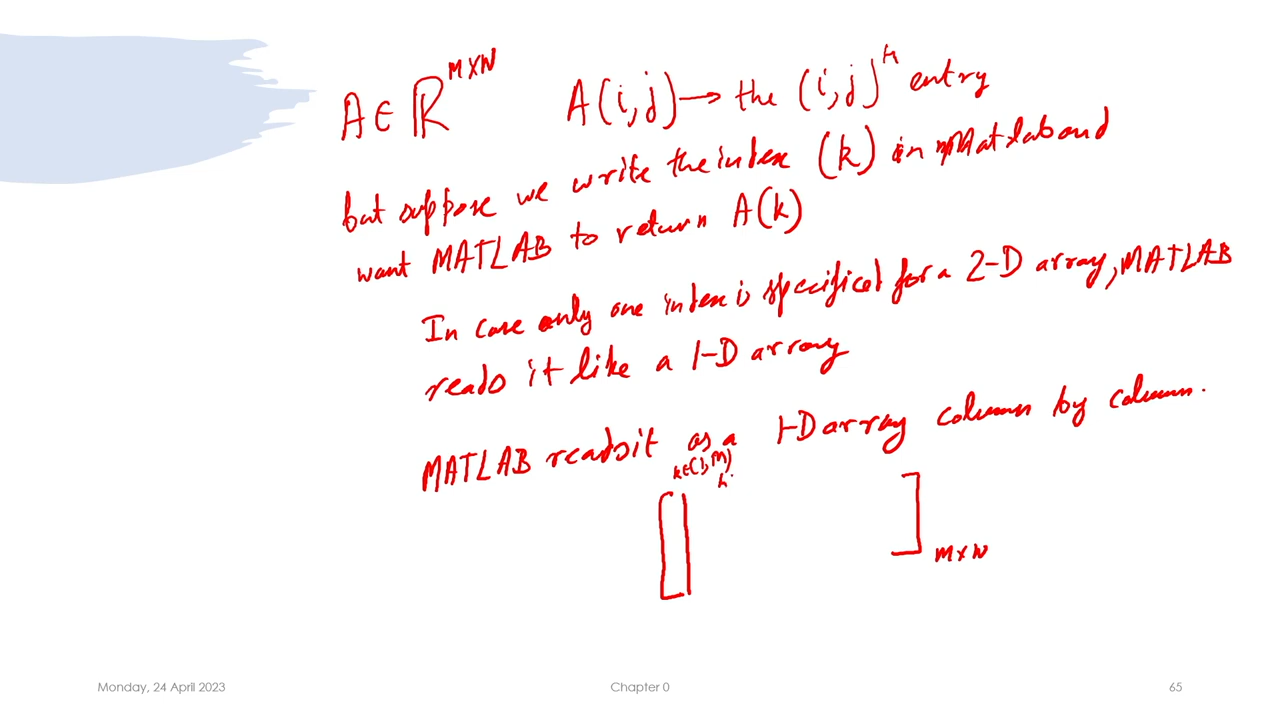 A ∈ ℝ^{M×N} A(i,j) → the (i,j)^{th} entry
but suppose we write the index (k) in Matlab and
want MATLAB to return A(k)
In case only one index is specified for a 2-D array, MATLAB
reads it like a 1-D array
MATLAB reads it as a 1-D array column by column.
k∈(1,M)
M×N
Monday, 24 April 2023
Chapter 0
65